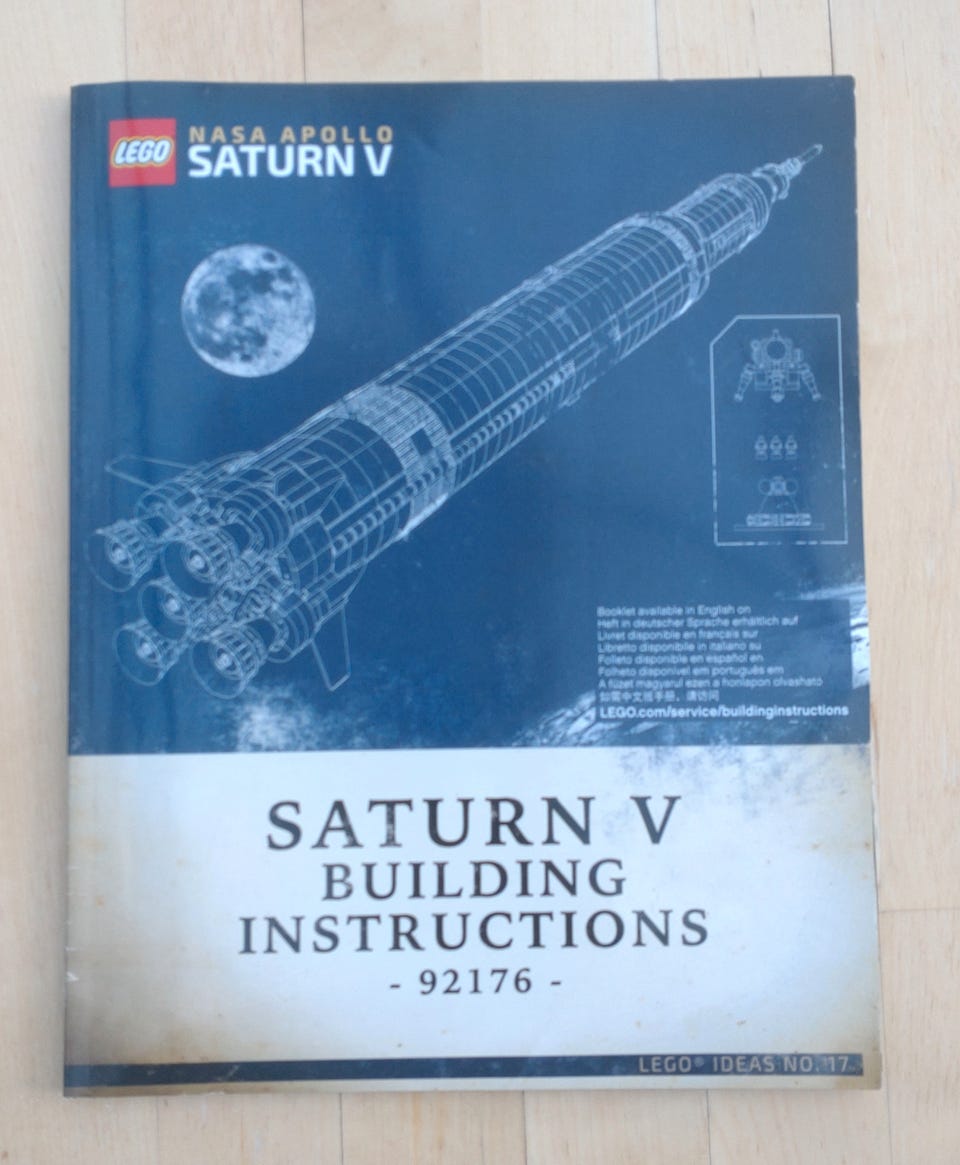 LEGO
NASA APOLLO
SATURN V
Booklet available in English on
Heft in deutscher Sprache erhältlich auf
Livret disponible en français sur
Libretto disponibile in italiano su
Folleto disponible en español en
Folheto disponível em português em
A füzet magyarul ezen a honlapon olvasható
如需中文版手册，请访问
LEGO.com/service/buildinginstructions
SATURN V
BUILDING
INSTRUCTIONS
- 92176 -
LEGO® IDEAS NO. 17